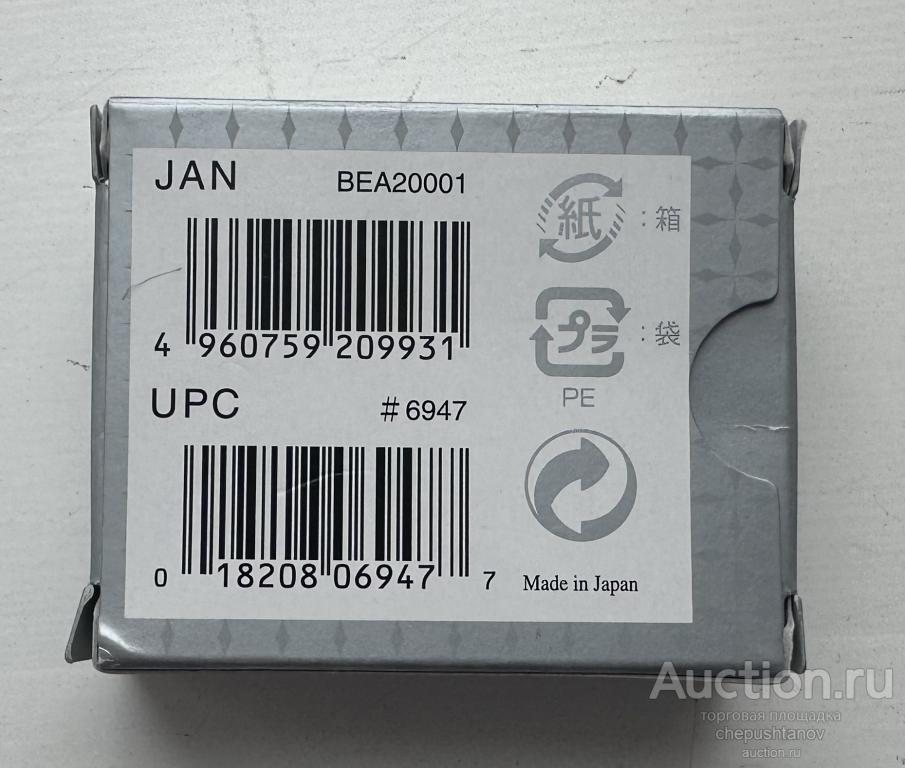 JAN BEA20001
4 960759 209931
UPC #6947
0 18208 06947 7
紙 : 箱
プラ : 袋
PE
Made in Japan
Auction.ru
торговая площадка
chepushtanov
auction.ru